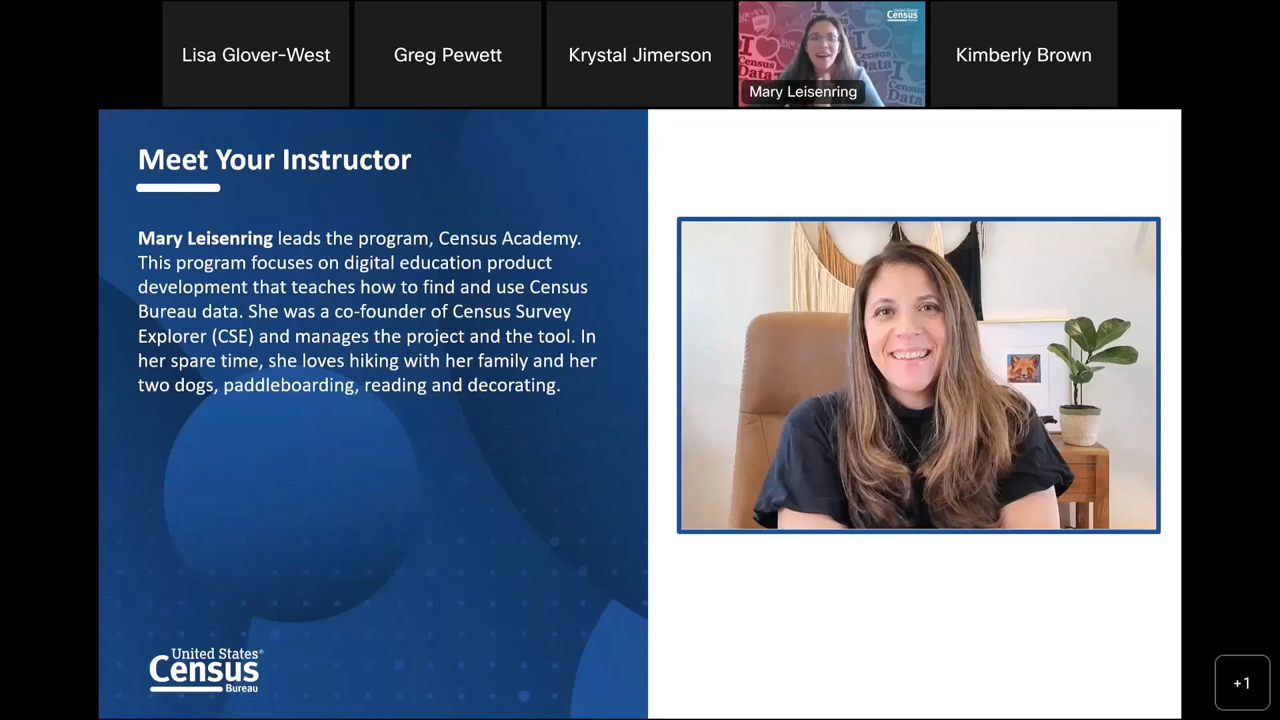 Lisa Glover-West
Greg Pewett
Krystal Jimerson
United States
Census
I
Census
Data
Mary Leisenring
Kimberly Brown
Meet Your Instructor
Mary Leisenring leads the program, Census Academy.
This program focuses on digital education product
development that teaches how to find and use Census
Bureau data. She was a co-founder of Census Survey
Explorer (CSE) and manages the project and the tool. In
her spare time, she loves hiking with her family and her
two dogs, paddleboarding, reading and decorating.
United States®
Census
Bureau
+1